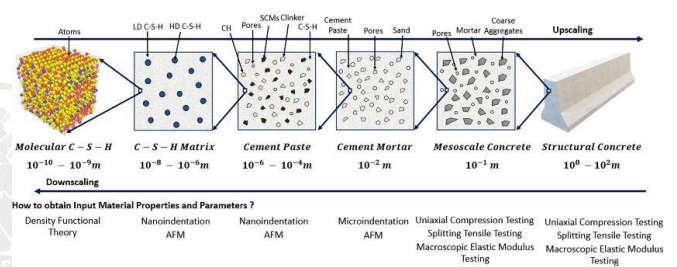 Atoms
LD C-S-H HD C-S-H
CH Pores SCMs Clinker C-S-H
Cement Paste Pores Sand
Pores Mortar Coarse Aggregates
Upscaling
Molecular C − S − H
10⁻¹⁰ − 10⁻⁹m
C − S − H Matrix
10⁻⁸ − 10⁻⁶m
Cement Paste
10⁻⁶ − 10⁻⁴m
Cement Mortar
10⁻² m
Mesoscale Concrete
10⁻¹ m
Structural Concrete
10⁰ − 10² m
Downscaling
How to obtain Input Material Properties and Parameters ?
Density Functional
Theory
Nanoindentation
AFM
Nanoindentation
AFM
Microindentation
AFM
Uniaxial Compression Testing
Splitting Tensile Testing
Macroscopic Elastic Modulus
Testing
Uniaxial Compression Testing
Splitting Tensile Testing
Macroscopic Elastic Modulus
Testing